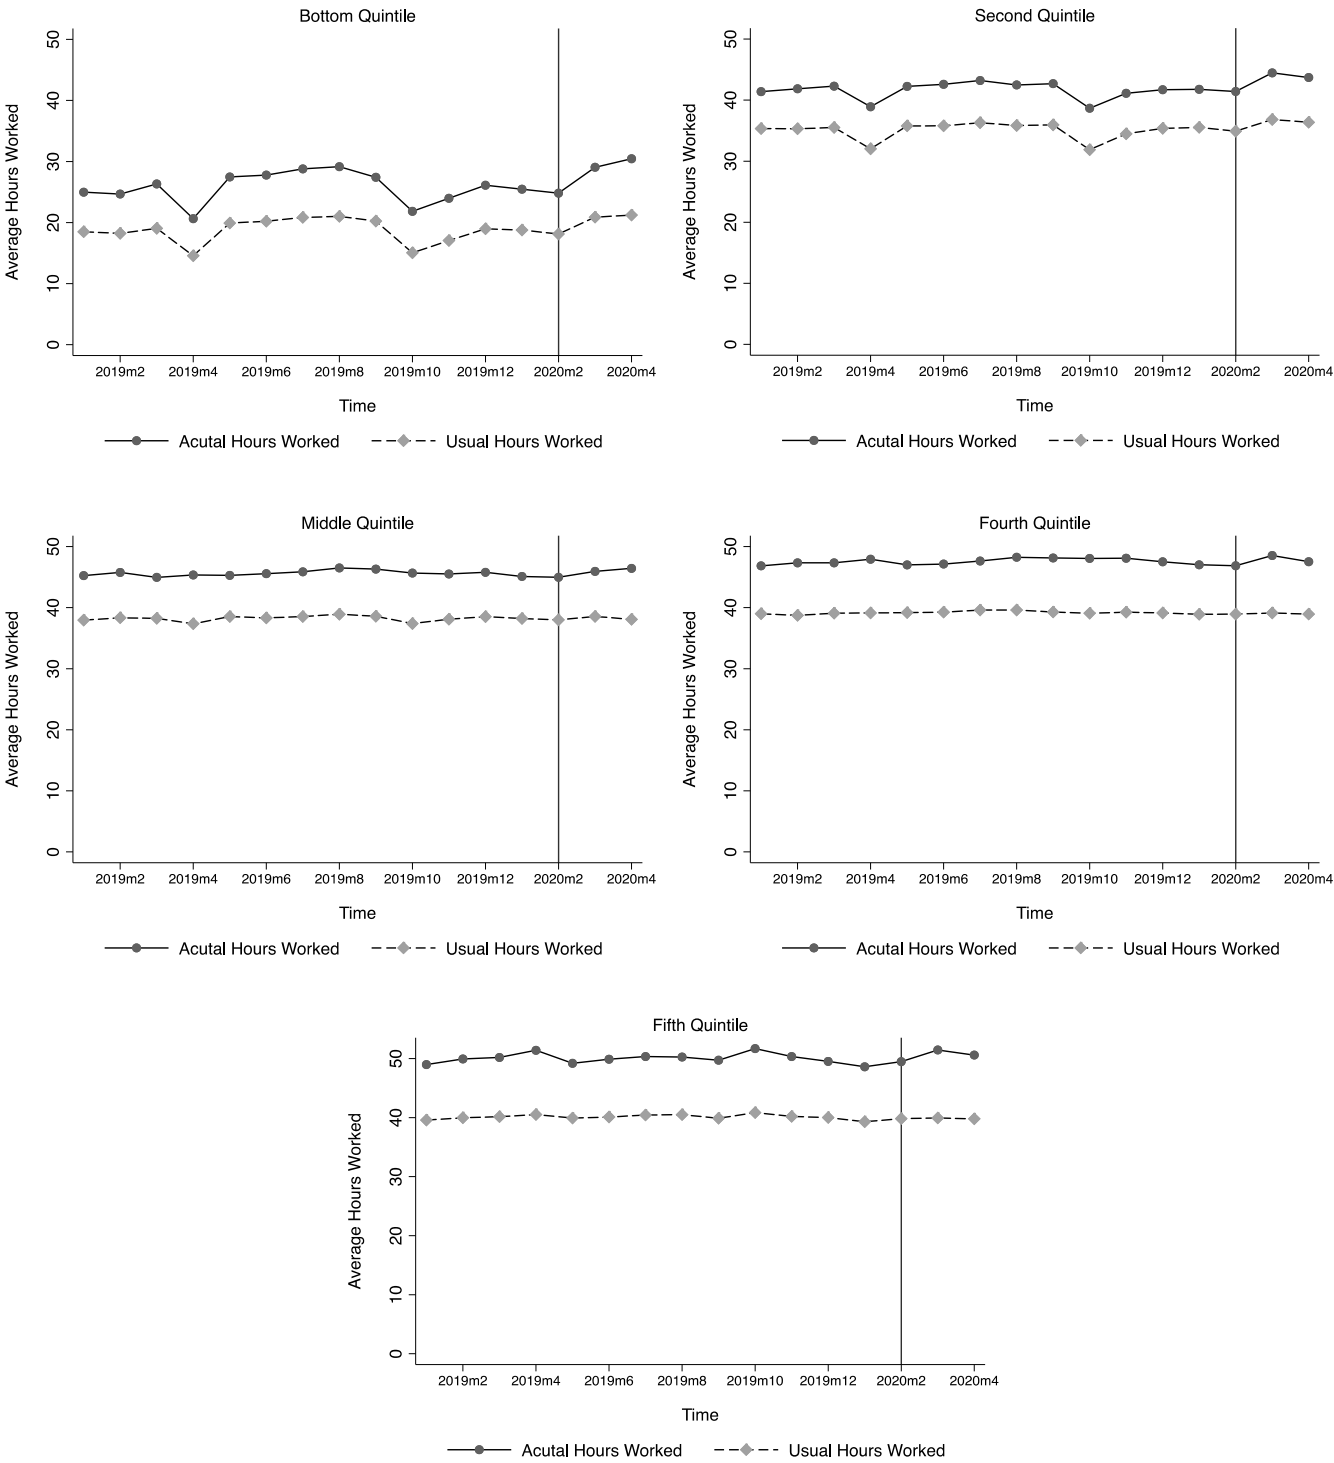 Bottom Quintile
Average Hours Worked
50
40
30
20
10
0
2019m2 2019m4 2019m6 2019m8 2019m10 2019m12 2020m2 2020m4
Time
Acutal Hours Worked Usual Hours Worked
Second Quintile
Average Hours Worked
50
40
30
20
10
0
2019m2 2019m4 2019m6 2019m8 2019m10 2019m12 2020m2 2020m4
Time
Acutal Hours Worked Usual Hours Worked
Middle Quintile
Average Hours Worked
50
40
30
20
10
0
2019m2 2019m4 2019m6 2019m8 2019m10 2019m12 2020m2 2020m4
Time
Acutal Hours Worked Usual Hours Worked
Fourth Quintile
Average Hours Worked
50
40
30
20
10
0
2019m2 2019m4 2019m6 2019m8 2019m10 2019m12 2020m2 2020m4
Time
Acutal Hours Worked Usual Hours Worked
Fifth Quintile
Average Hours Worked
50
40
30
20
10
0
2019m2 2019m4 2019m6 2019m8 2019m10 2019m12 2020m2 2020m4
Time
Acutal Hours Worked Usual Hours Worked